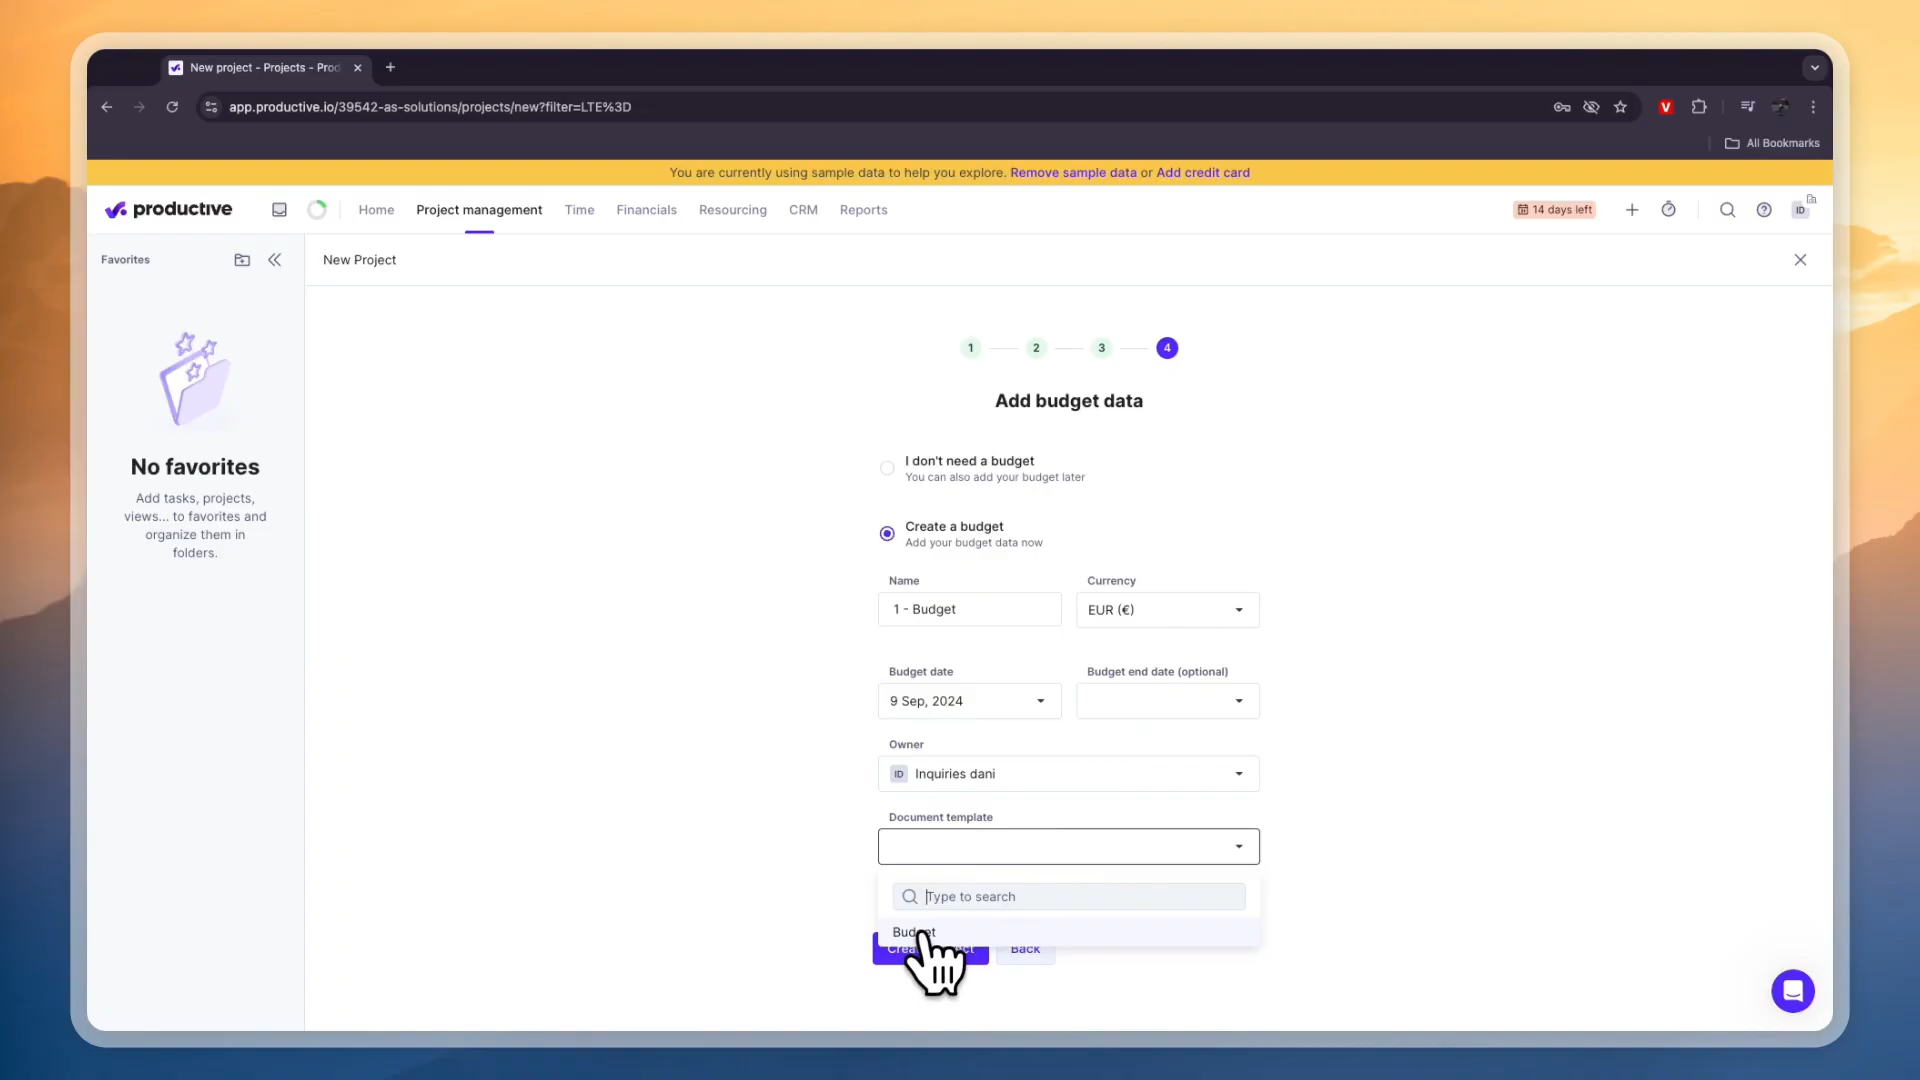 New project - Projects - Prod
app.productive.io/39542-as-solutions/projects/new?filter=LTE%3D
V
All Bookmarks
You are currently using sample data to help you explore. Remove sample data or Add credit card
productive
Home
Project management
Time
Financials
Resourcing
CRM
Reports
14 days left
ID
Favorites
New Project
No favorites
Add tasks, projects,
views... to favorites and
organize them in
folders.
1
2
3
4
Add budget data
I don't need a budget
You can also add your budget later
Create a budget
Add your budget data now
Name
Currency
1 - Budget
EUR (€)
Budget date
Budget end date (optional)
9 Sep, 2024
Owner
ID
Inquiries dani
Document template
Type to search
Budget
Back